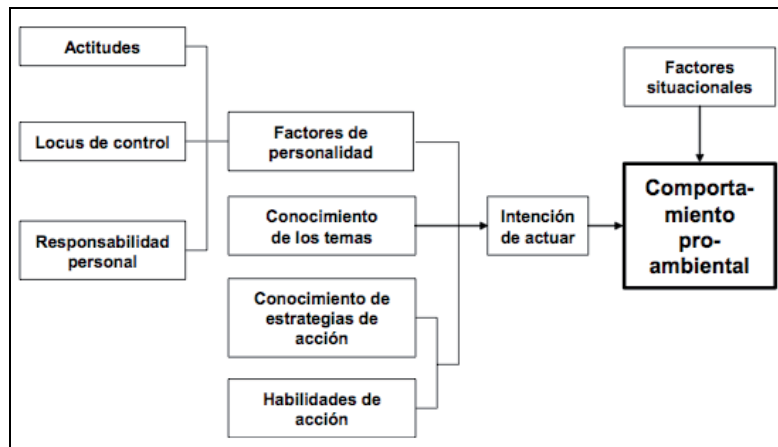 Actitudes
Locus de control
Responsabilidad
personal
Factores de
personalidad
Conocimiento
de los temas
Conocimiento de
estrategias de
acción
Habilidades de
acción
Intención
de actuar
Factores
situacionales
Comporta-
miento
pro-
ambiental